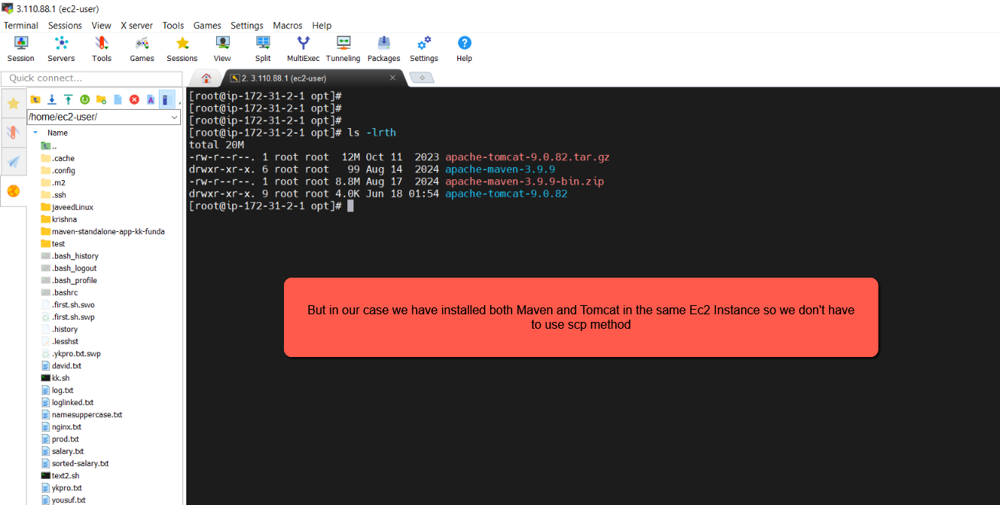 3.110.88.1 (ec2-user)
Terminal Sessions View X server Tools Games Settings Macros Help
Session Servers Tools Games Sessions View Split MultiExec Tunneling Packages Settings Help
Quick connect...
2. 3.110.88.1 (ec2-user)
/home/ec2-user/
Name
..
.cache
.config
.m2
.ssh
javeedLinux
krishna
maven-standalone-app-kk-funda
test
.bash_history
.bash_logout
.bash_profile
.bashrc
.first.sh.swo
.first.sh.swp
.history
.lesshst
.ykpro.txt.swp
david.txt
kk.sh
log.txt
loglinked.txt
namesuppercase.txt
nginx.txt
prod.txt
salary.txt
sorted-salary.txt
text2.sh
ykpro.txt
yousuf.txt
[root@ip-172-31-2-1 opt]#
[root@ip-172-31-2-1 opt]#
[root@ip-172-31-2-1 opt]#
[root@ip-172-31-2-1 opt]# ls -lrth
total 20M
-rw-r--r--. 1 root root  12M Oct 11  2023 apache-tomcat-9.0.82.tar.gz
drwxr-xr-x. 6 root root   99 Aug 14  2024 apache-maven-3.9.9
-rw-r--r--. 1 root root 8.8M Aug 17  2024 apache-maven-3.9.9-bin.zip
drwxr-xr-x. 9 root root 4.0K Jun 18 01:54 apache-tomcat-9.0.82
[root@ip-172-31-2-1 opt]#
But in our case we have installed both Maven and Tomcat in the same Ec2 Instance so we don't have
to use scp method